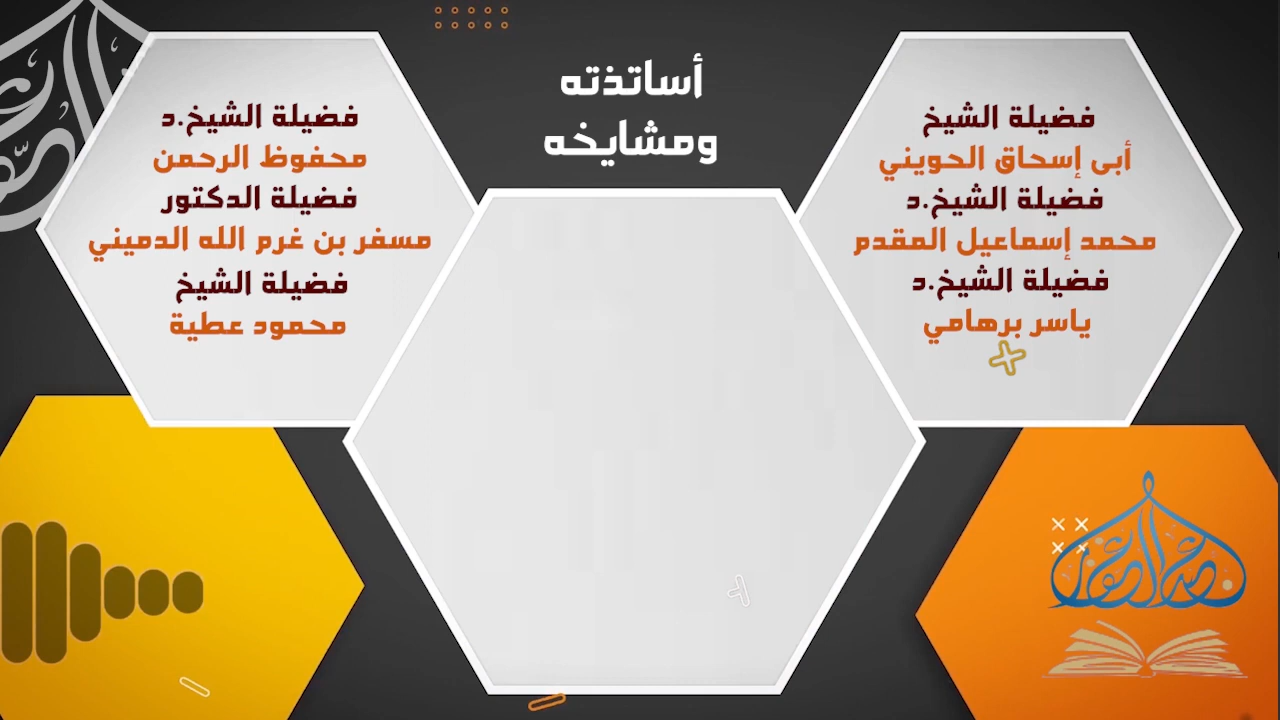 أساتذته
ومشايخه
فضيلة الشيخ
أبى إسحاق الحويني
فضيلة الشيخ.د
محمد إسماعيل المقدم
فضيلة الشيخ.د
ياسر برهامي
فضيلة الشيخ.د
محفوظ الرحمن
فضيلة الدكتور
مسفر بن غرم الله الدميني
فضيلة الشيخ
محمود عطية